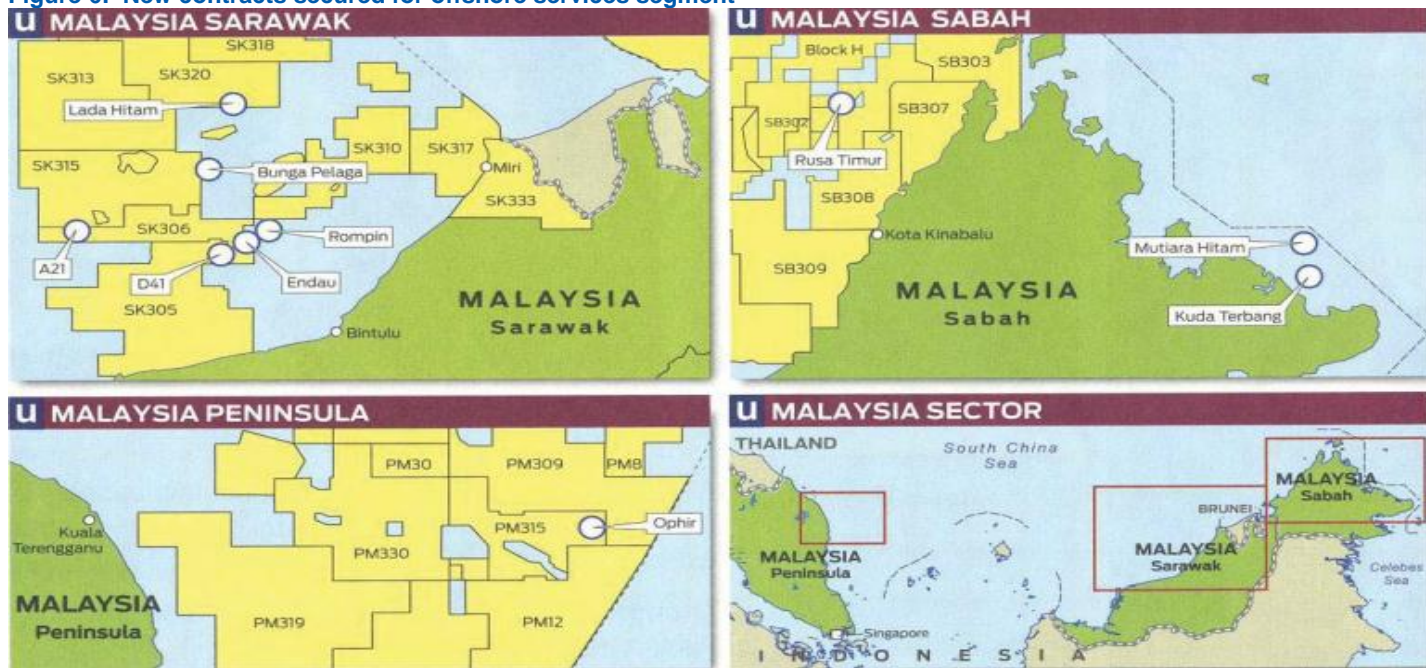 Figure 6: New contracts secured for offshore services segment
u MALAYSIA SARAWAK
SK318
SK313
SK320
Lada Hitam
SK310
SK317
SK315
Bunga Pelaga
Miri
SK333
SK306
Rompin
A21
D41
Endau
SK305
MALAYSIA
Sarawak
Bintulu
u MALAYSIA SABAH
Block H
SB303
SB302
SB307
Rusa Timur
SB308
Kota Kinabalu
Mutiara Hitam
SB309
MALAYSIA
Sabah
Kuda Terbang
u MALAYSIA PENINSULA
PM30
PM309
PM8
Kuala
Terengganu
PM315
Ophir
PM330
MALAYSIA
Peninsula
PM319
PM12
u MALAYSIA SECTOR
THAILAND
South China
Sea
MALAYSIA
Sabah
BRUNEI
MALAYSIA
Peninsula
MALAYSIA
Sarawak
Celebes
Sea
Singapore
INDONESIA